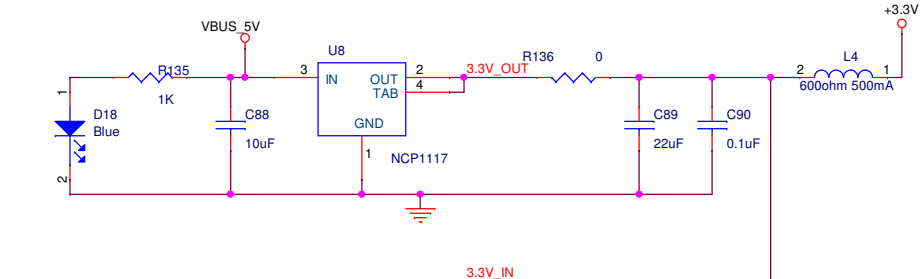 +3.3V
VBUS_5V
U8
R136 0
L4
R135
3 IN OUT 2
3.3V_OUT
2 1
TAB 4
600ohm 500mA
1
1K
D18
Blue
C88
10uF
GND
C89
22uF
C90
0.1uF
1
NCP1117
2
3.3V_IN